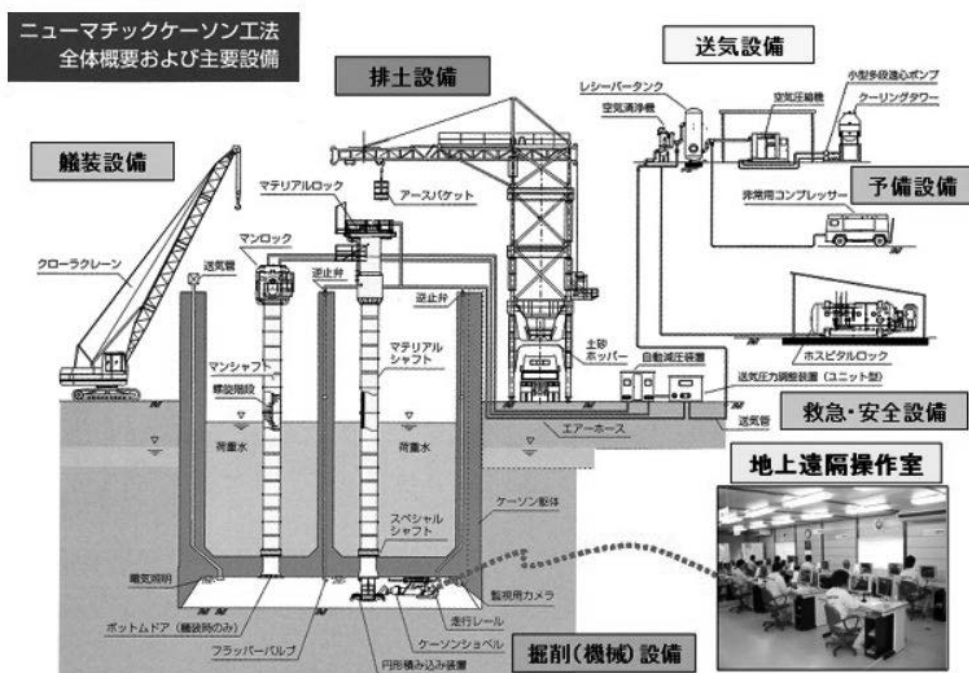 ニューマチックケーソン工法
全体概要および主要設備
艤装設備
排土設備
送気設備
予備設備
救急・安全設備
地上遠隔操作室
掘削(機械)設備
レシーバータンク
空気清浄機
空気圧縮機
小型多段遠心ポンプ
クーリングタワー
非常用コンプレッサー
ホスピタルロック
自動減圧装置
送気圧力調整装置(ユニット型)
送気管
エアーホース
土砂
ホッパー
アースバケット
マテリアルロック
マンロック
送気管
クローラクレーン
逆止弁
逆止弁
マンシャフト
螺旋階段
マテリアル
シャフト
荷重水
荷重水
スペシャル
シャフト
ケーソン躯体
電気照明
監視用カメラ
ボットムドア(艤装時のみ)
フラッパーバルブ
走行レール
ケーソンショベル
円形積み込み装置